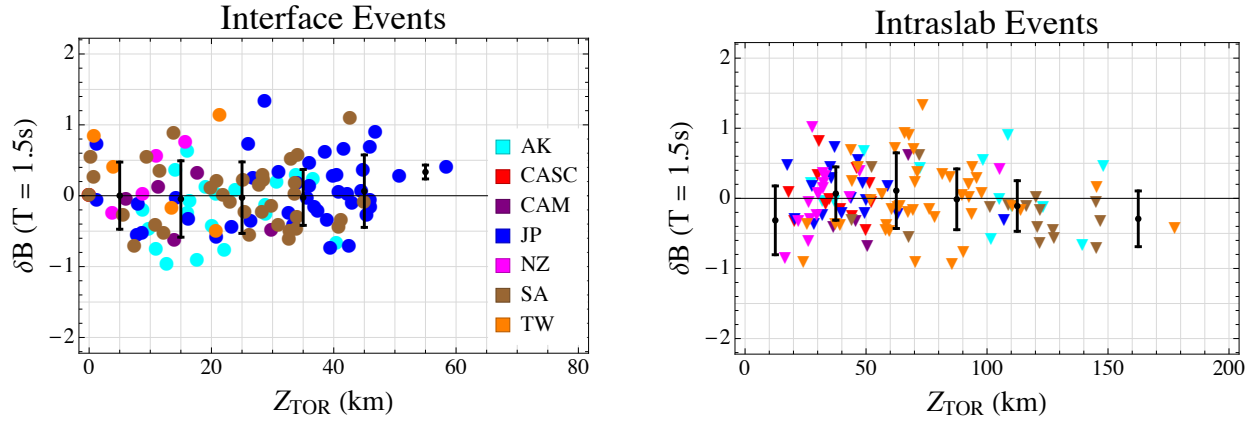 Interface Events
δB (T = 1.5s)
2
1
0
−1
−2
0
20
40
60
80
Z_TOR (km)
AK
CASC
CAM
JP
NZ
SA
TW
Intraslab Events
δB (T = 1.5s)
2
1
0
−1
−2
0
50
100
150
200
Z_TOR (km)